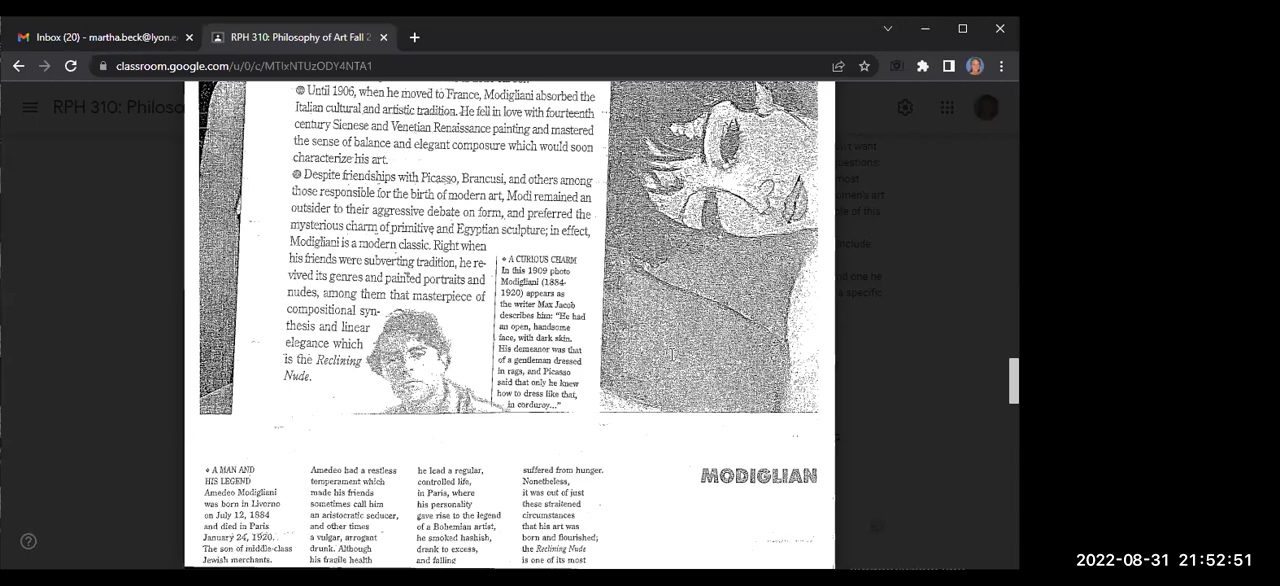 Inbox (20) - martha.beck@lyon.e
RPH 310: Philosophy of Art Fall 2
classroom.google.com/u/0/c/MTIxNTUzODY4NTA1
RPH 310: Philoso
Until 1906, when he moved to France, Modigliani absorbed the
Italian cultural and artistic tradition. He fell in love with fourteenth
century Sienese and Venetian Renaissance painting and mastered
the sense of balance and elegant composure which would soon
characterize his art.
Despite friendships with Picasso, Brancusi, and others among
those responsible for the birth of modern art, Modi remained an
outsider to their aggressive debate on form, and preferred the
mysterious charm of primitive and Egyptian sculpture; in effect,
Modigliani is a modern classic. Right when
his friends were subverting tradition, he re-
vived its genres and painted portraits and
nudes, among them that masterpiece of
compositional syn-
thesis and linear
elegance which
is the Reclining
Nude.
A CURIOUS CHARM
In this 1909 photo
Modigliani (1884-
1920) appears as
the writer Max Jacob
describes him: "He had
an open, handsome
face, with dark skin.
His demeanor was that
of a gentleman dressed
in rags, and Picasso
said that only he knew
how to dress like that,
in corduroy..."
want
uestions:
most
omen's art
le of this
include
nd one he
a specific
A MAN AND
HIS LEGEND
Amedeo Modigliani
was born in Livorno
on July 12, 1884
and died in Paris
January 24, 1920.
The son of middle-class
Jewish merchants.
Amedeo had a restless
temperament which
made his friends
sometimes call him
an aristocratic seducer,
and other times
a vulgar, arrogant
drunk. Although
his fragile health
he lead a regular,
controlled life,
in Paris, where
his personality
gave rise to the legend
of a Bohemian artist,
he smoked hashish,
drank to excess,
and falling
suffered from hunger.
Nonetheless,
it was out of just
these straitened
circumstances
that his art was
born and flourished;
the Reclining Nude
is one of its most
MODIGLIAN
2022-08-31 21:52:51